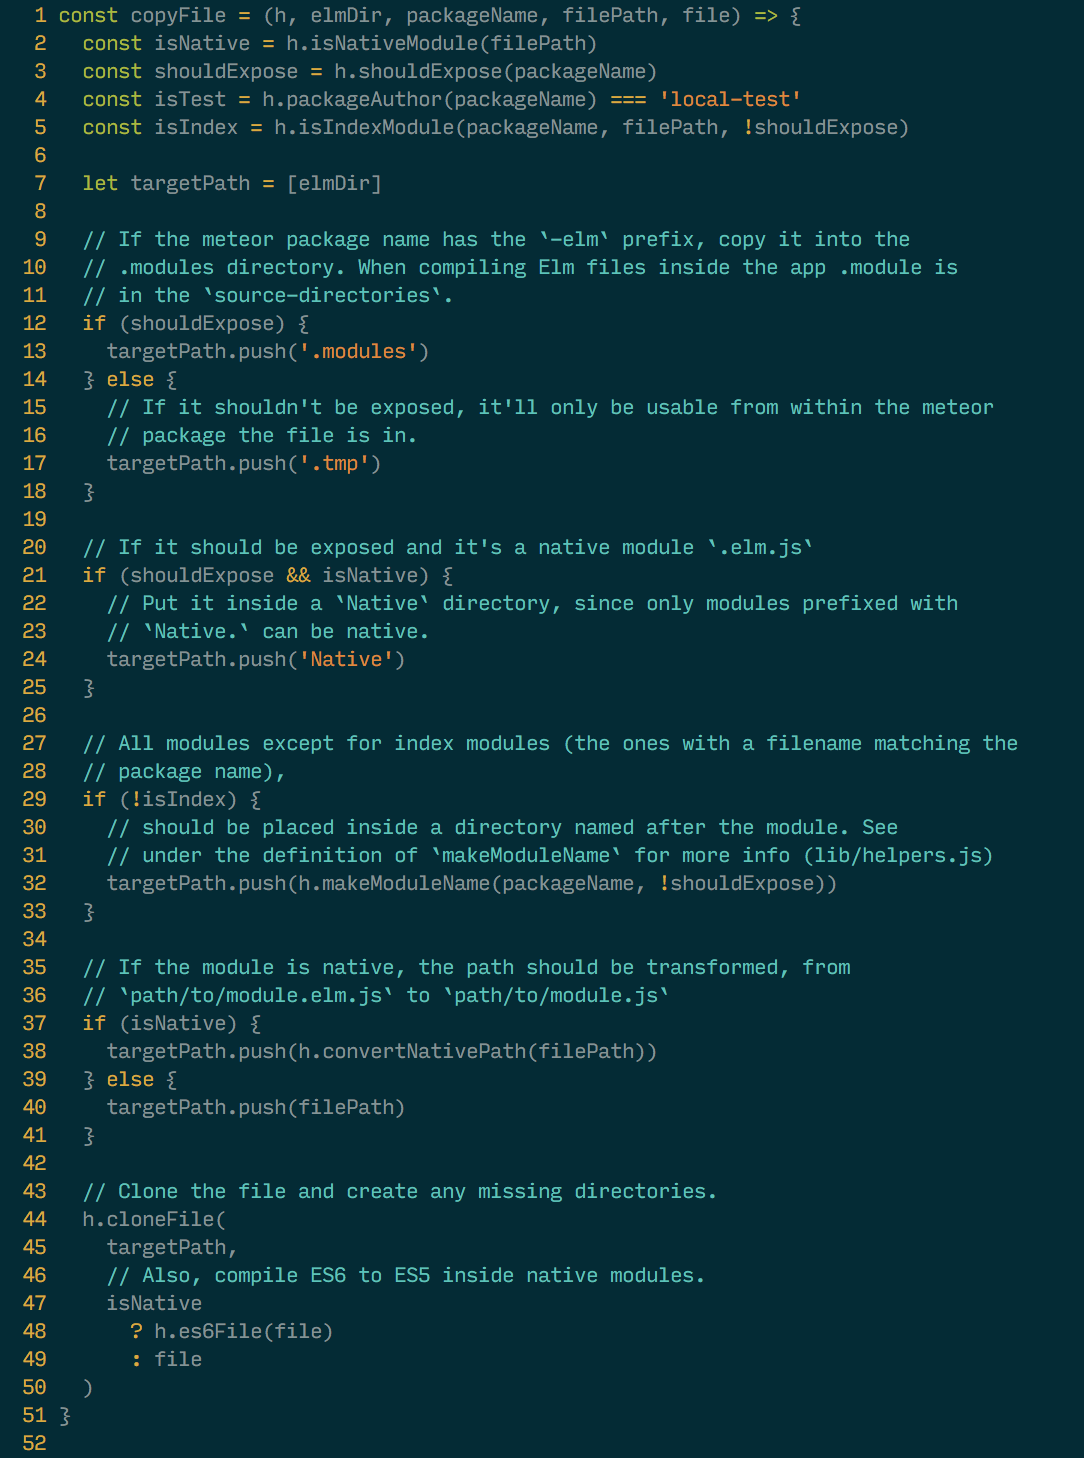 1 const copyFile = (h, elmDir, packageName, filePath, file) => {
2   const isNative = h.isNativeModule(filePath)
3   const shouldExpose = h.shouldExpose(packageName)
4   const isTest = h.packageAuthor(packageName) === 'local-test'
5   const isIndex = h.isIndexModule(packageName, filePath, !shouldExpose)
6
7   let targetPath = [elmDir]
8
9   // If the meteor package name has the `-elm` prefix, copy it into the
10   // .modules directory. When compiling Elm files inside the app .module is
11   // in the `source-directories`.
12   if (shouldExpose) {
13     targetPath.push('.modules')
14   } else {
15     // If it shouldn't be exposed, it'll only be usable from within the meteor
16     // package the file is in.
17     targetPath.push('.tmp')
18   }
19
20   // If it should be exposed and it's a native module `.elm.js`
21   if (shouldExpose && isNative) {
22     // Put it inside a `Native` directory, since only modules prefixed with
23     // `Native.` can be native.
24     targetPath.push('Native')
25   }
26
27   // All modules except for index modules (the ones with a filename matching the
28   // package name),
29   if (!isIndex) {
30     // should be placed inside a directory named after the module. See
31     // under the definition of `makeModuleName` for more info (lib/helpers.js)
32     targetPath.push(h.makeModuleName(packageName, !shouldExpose))
33   }
34
35   // If the module is native, the path should be transformed, from
36   // `path/to/module.elm.js` to `path/to/module.js`
37   if (isNative) {
38     targetPath.push(h.convertNativePath(filePath))
39   } else {
40     targetPath.push(filePath)
41   }
42
43   // Clone the file and create any missing directories.
44   h.cloneFile(
45     targetPath,
46     // Also, compile ES6 to ES5 inside native modules.
47     isNative
48       ? h.es6File(file)
49       : file
50   )
51 }
52